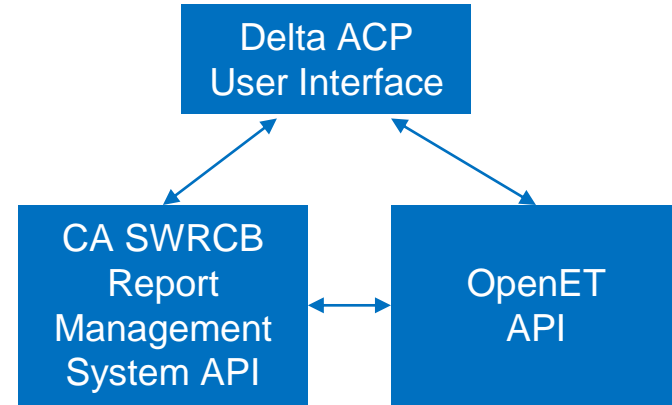 Delta ACP
User Interface
CA SWRCB
Report
Management
System API
OpenET
API